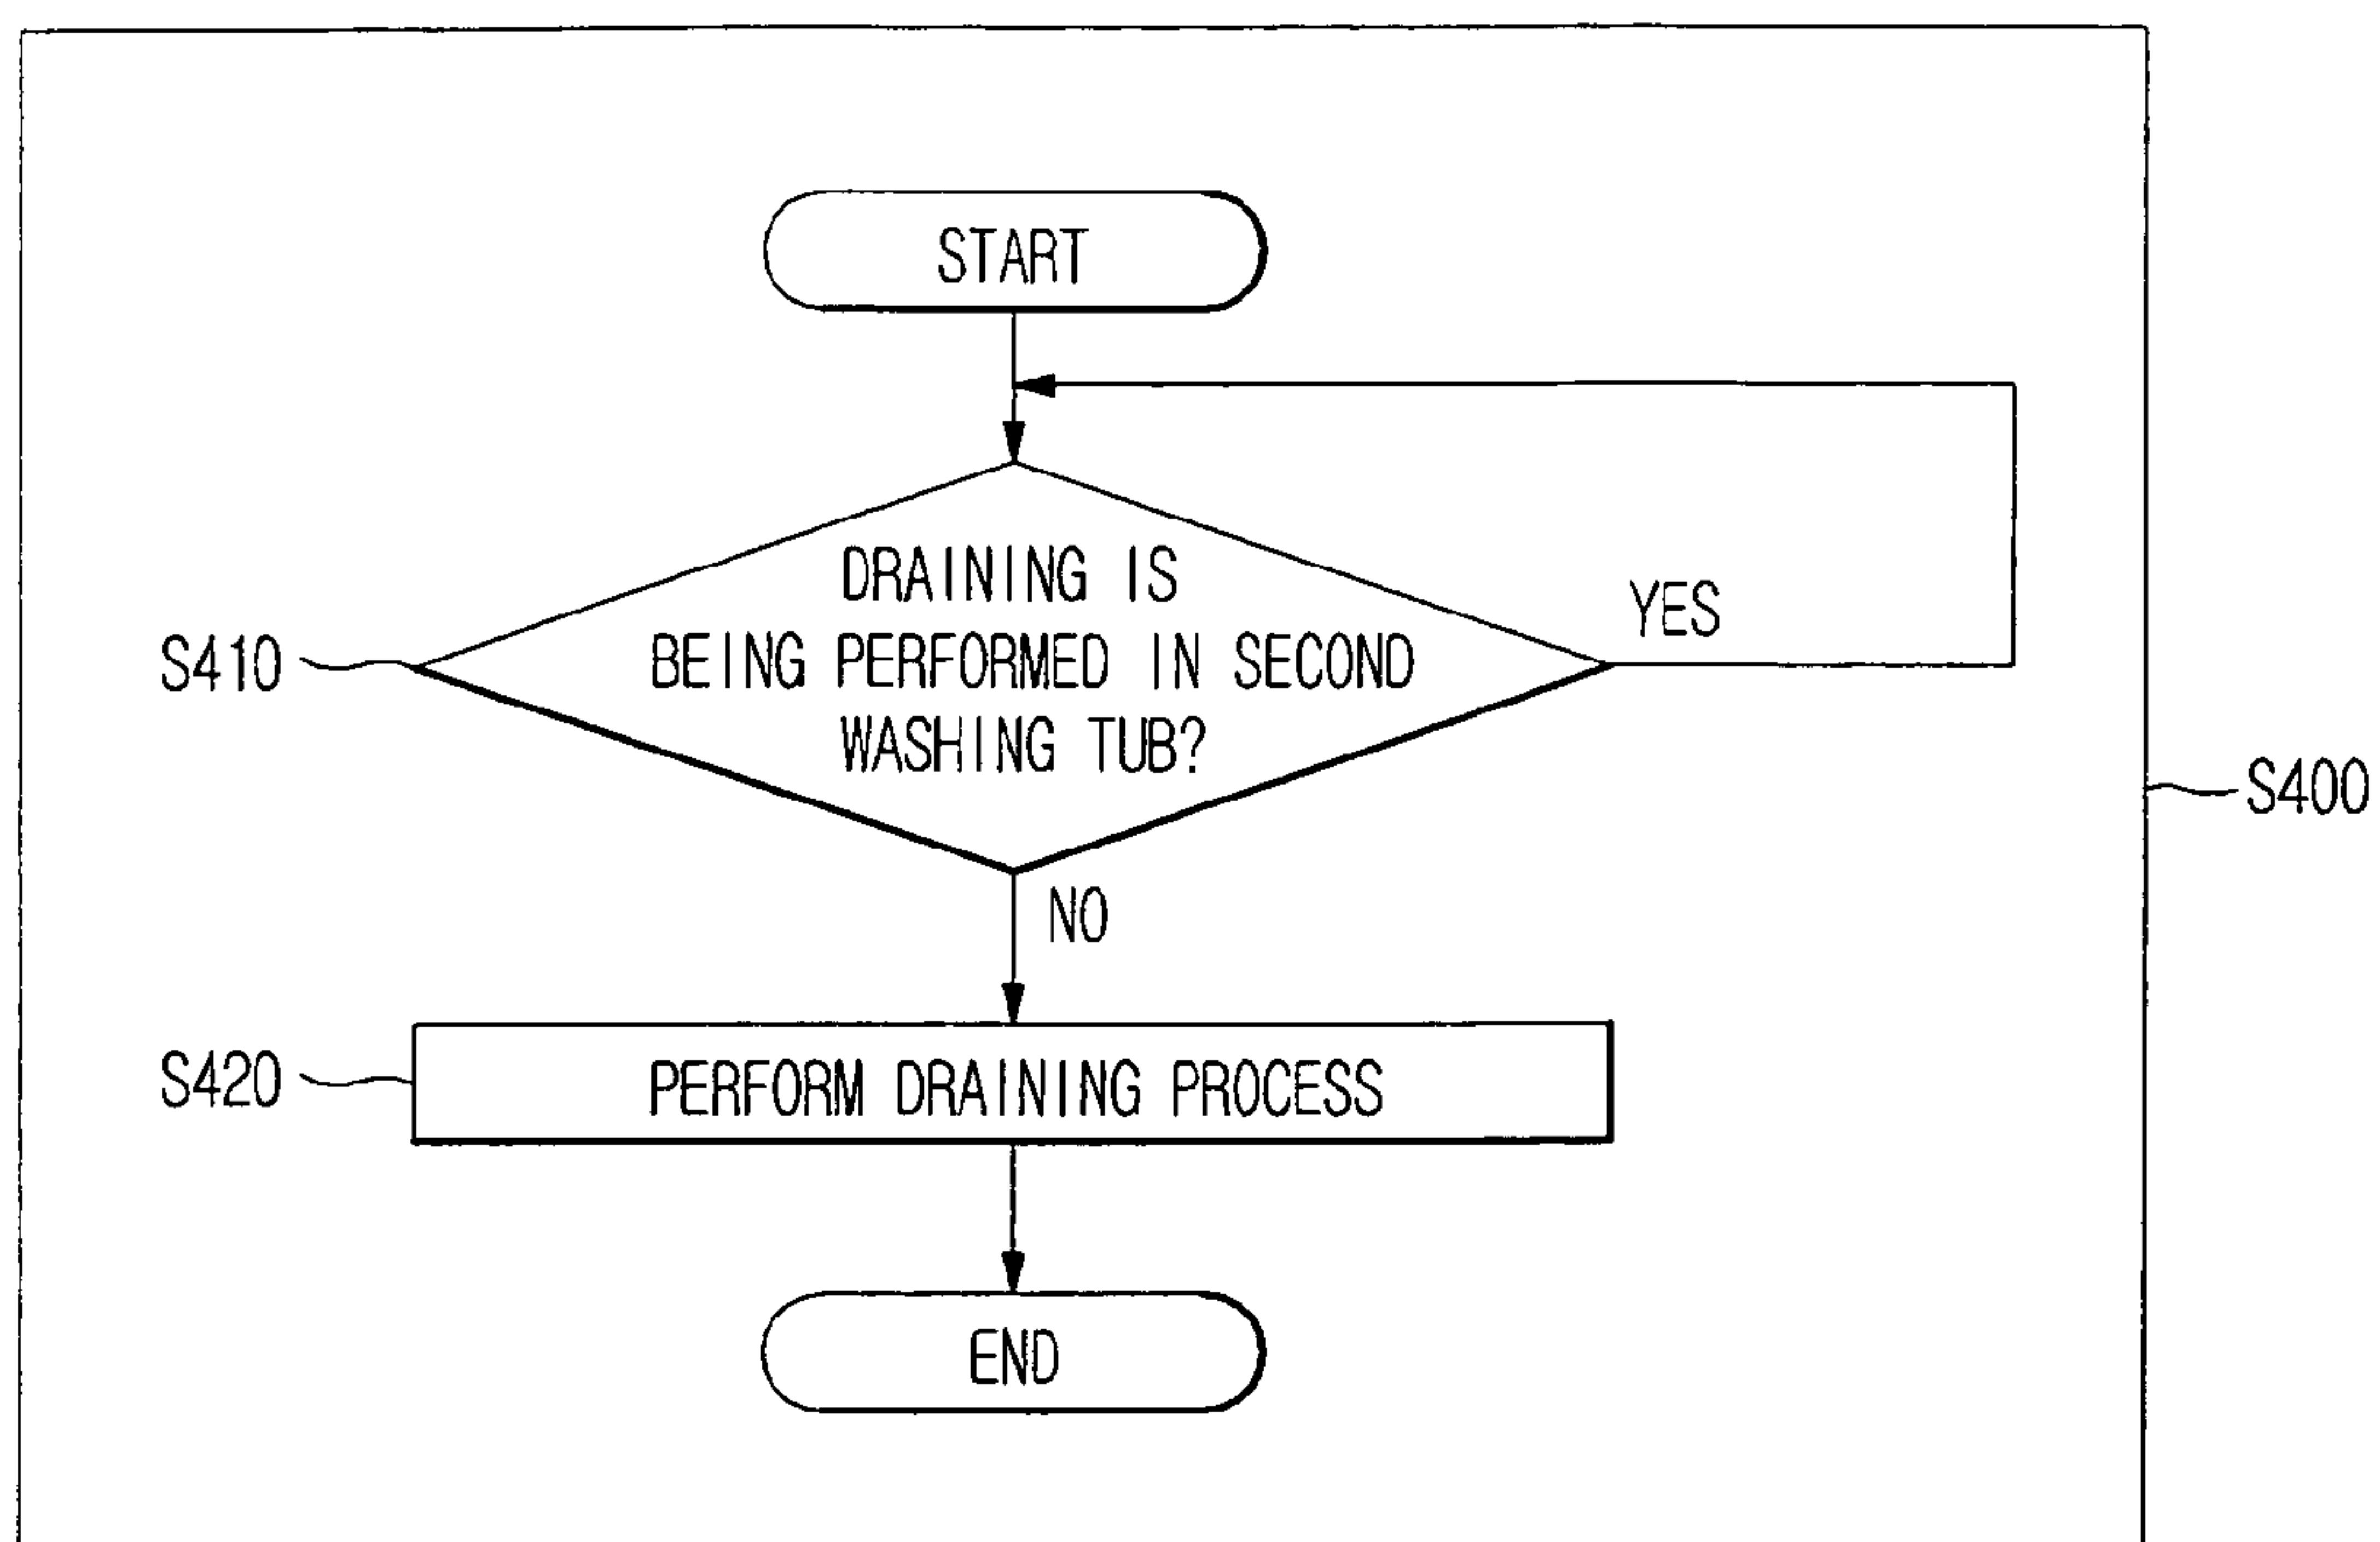 START
DRAINING IS
BEING PERFORMED IN SECOND
WASHING TUB?
YES
S410
S400
NO
S420
PERFORM DRAINING PROCESS
END